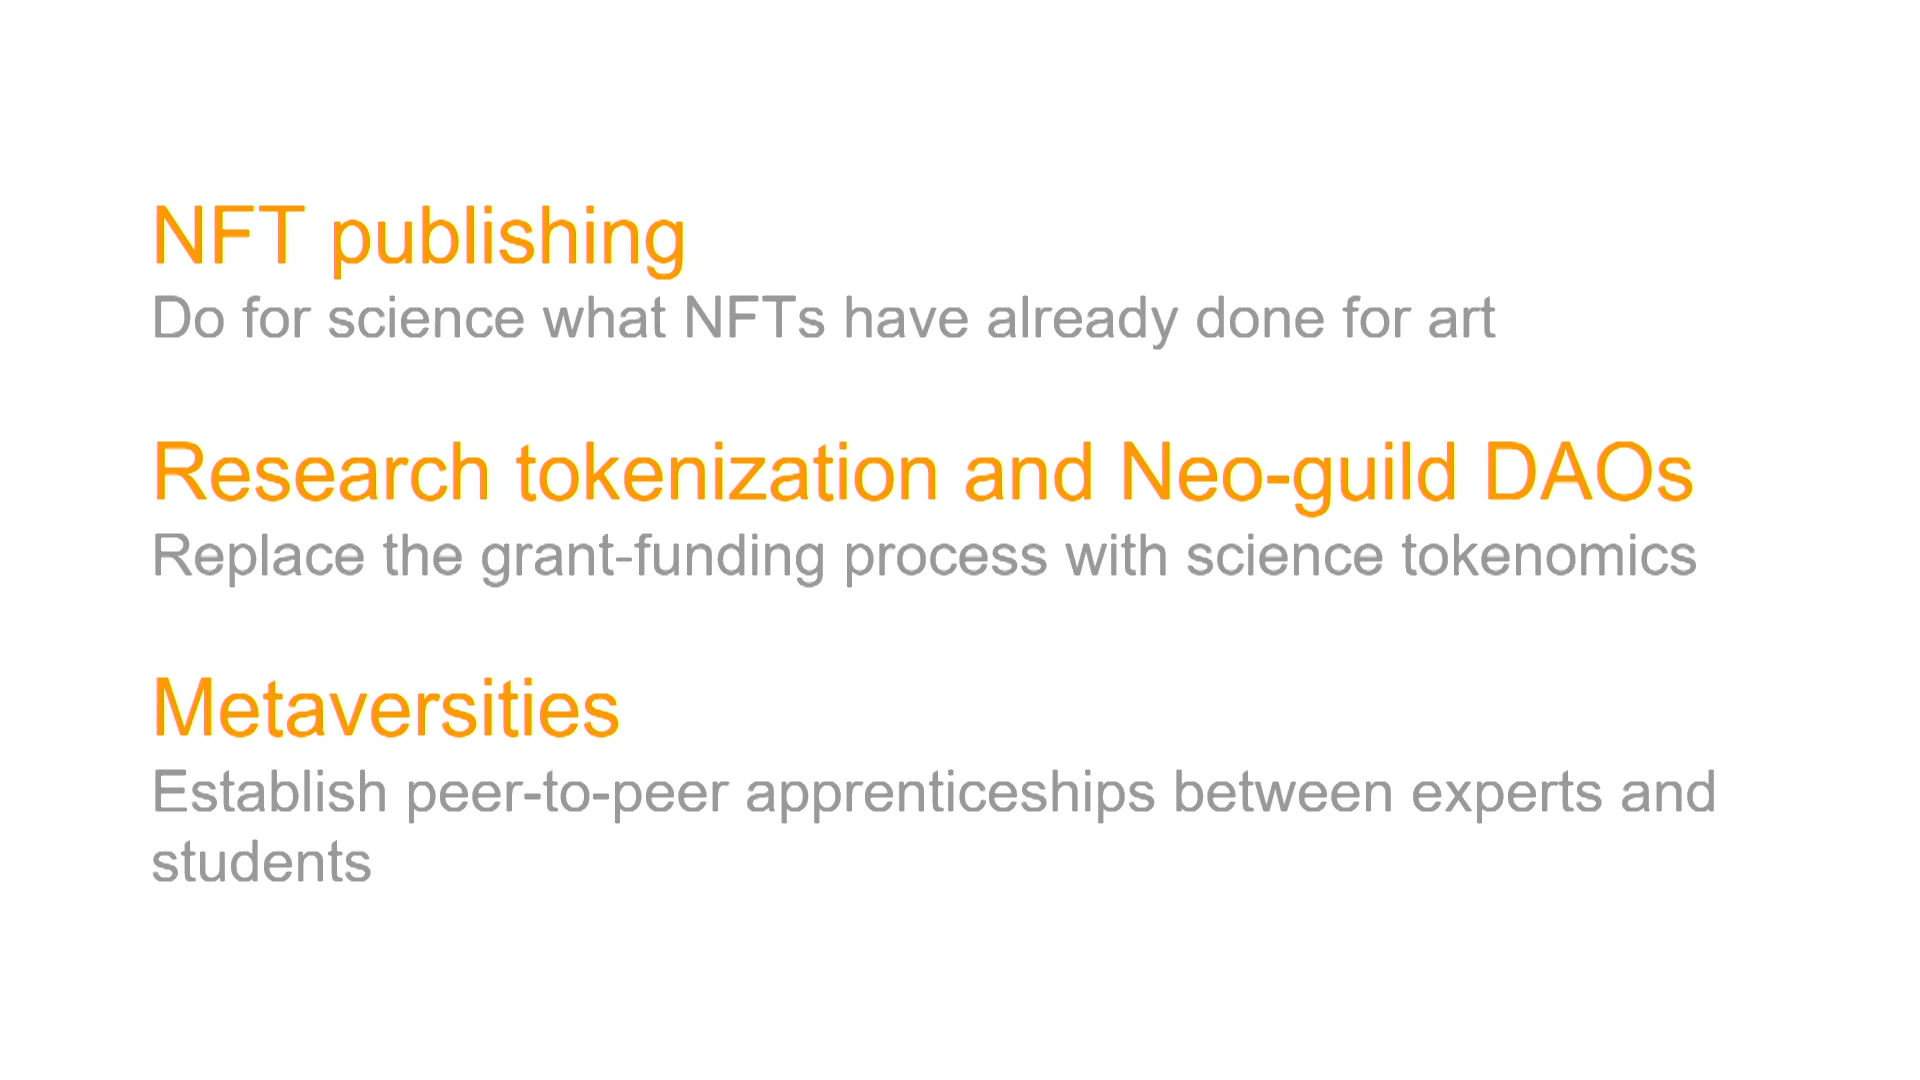 NFT publishing
Do for science what NFTs have already done for art
Research tokenization and Neo-guild DAOs
Replace the grant-funding process with science tokenomics
Metaversities
Establish peer-to-peer apprenticeships between experts and
students